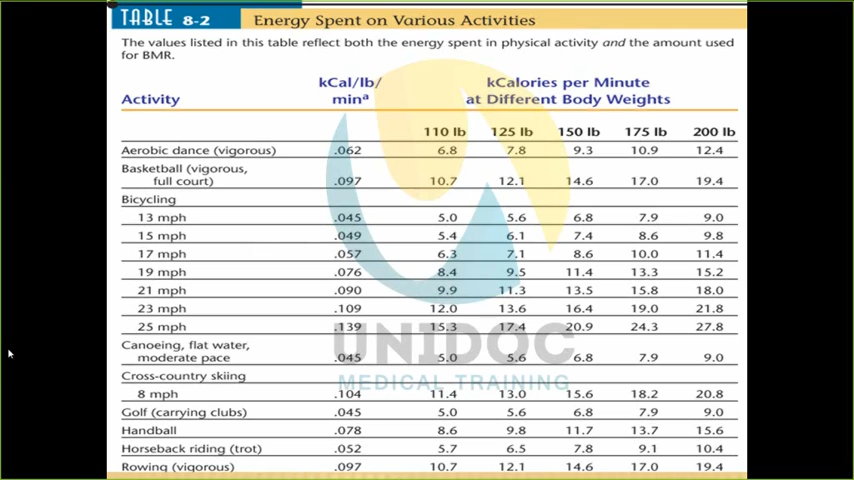 TABLE 8-2 Energy Spent on Various Activities
The values listed in this table reflect both the energy spent in physical activity and the amount used
for BMR.
kCal/lb/ kCalories per Minute
Activity minª at Different Body Weights
110 lb 125 lb 150 lb 175 lb 200 lb
Aerobic dance (vigorous) .062 6.8 7.8 9.3 10.9 12.4
Basketball (vigorous,
full court) .097 10.7 12.1 14.6 17.0 19.4
Bicycling
13 mph .045 5.0 5.6 6.8 7.9 9.0
15 mph .049 5.4 6.1 7.4 8.6 9.8
17 mph .057 6.3 7.1 8.6 10.0 11.4
19 mph .076 8.4 9.5 11.4 13.3 15.2
21 mph .090 9.9 11.3 13.5 15.8 18.0
23 mph .109 12.0 13.6 16.4 19.0 21.8
25 mph .139 15.3 17.4 20.9 24.3 27.8
Canoeing, flat water,
moderate pace .045 5.0 5.6 6.8 7.9 9.0
Cross-country skiing
8 mph .104 11.4 13.0 15.6 18.2 20.8
Golf (carrying clubs) .045 5.0 5.6 6.8 7.9 9.0
Handball .078 8.6 9.8 11.7 13.7 15.6
Horseback riding (trot) .052 5.7 6.5 7.8 9.1 10.4
Rowing (vigorous) .097 10.7 12.1 14.6 17.0 19.4
UNIDOC
MEDICAL TRAINING